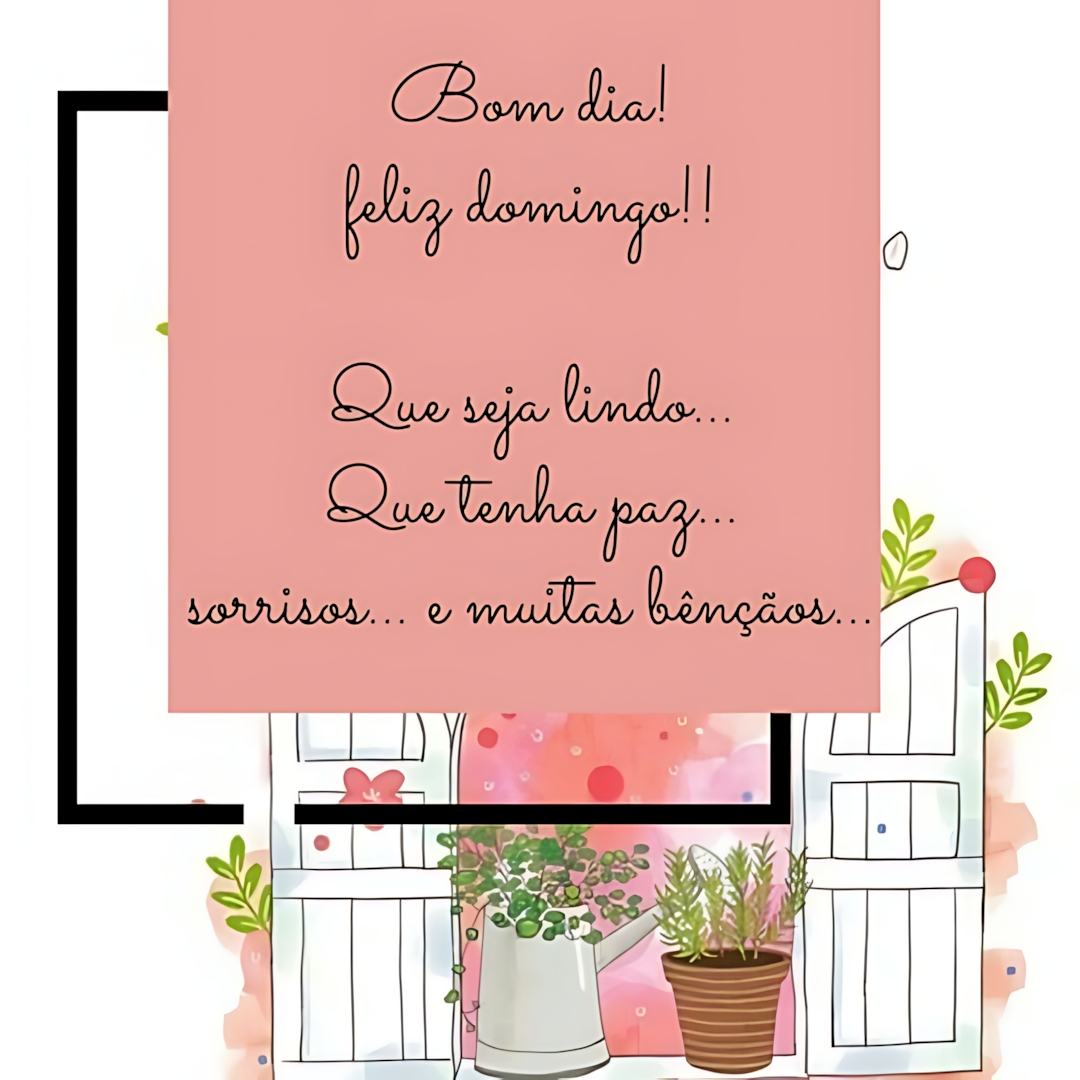 Bom dia!
feliz domingo!!
Que seja lindo...
Que tenha paz...
sorrisos... e muitas bênçãos...